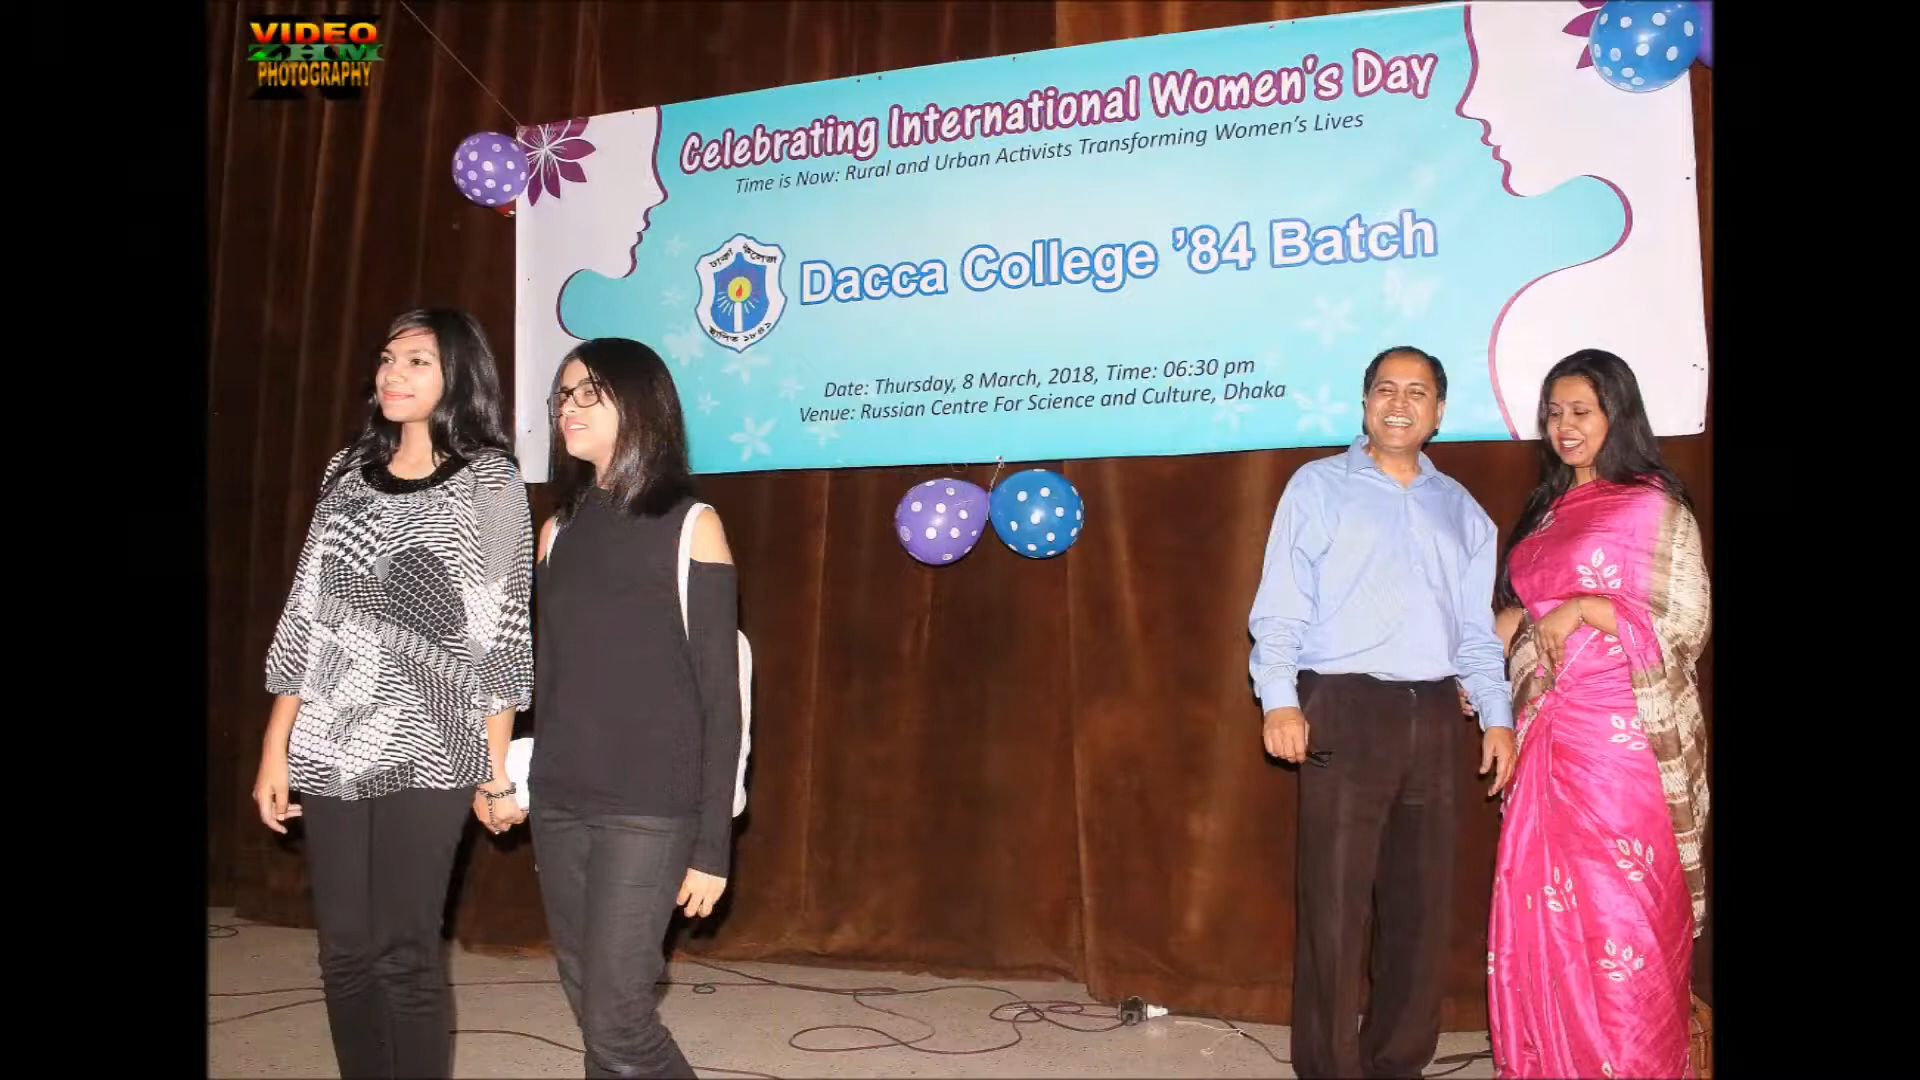 VIDEO
ZHM
PHOTOGRAPHY
Celebrating International Women's Day
Time is Now: Rural and Urban Activists Transforming Women's Lives
ঢাকা কলেজ
Dacca College '84 Batch
স্থাপিত ১৮৪১
Date: Thursday, 8 March, 2018, Time: 06:30 pm
Venue: Russian Centre For Science and Culture, Dhaka